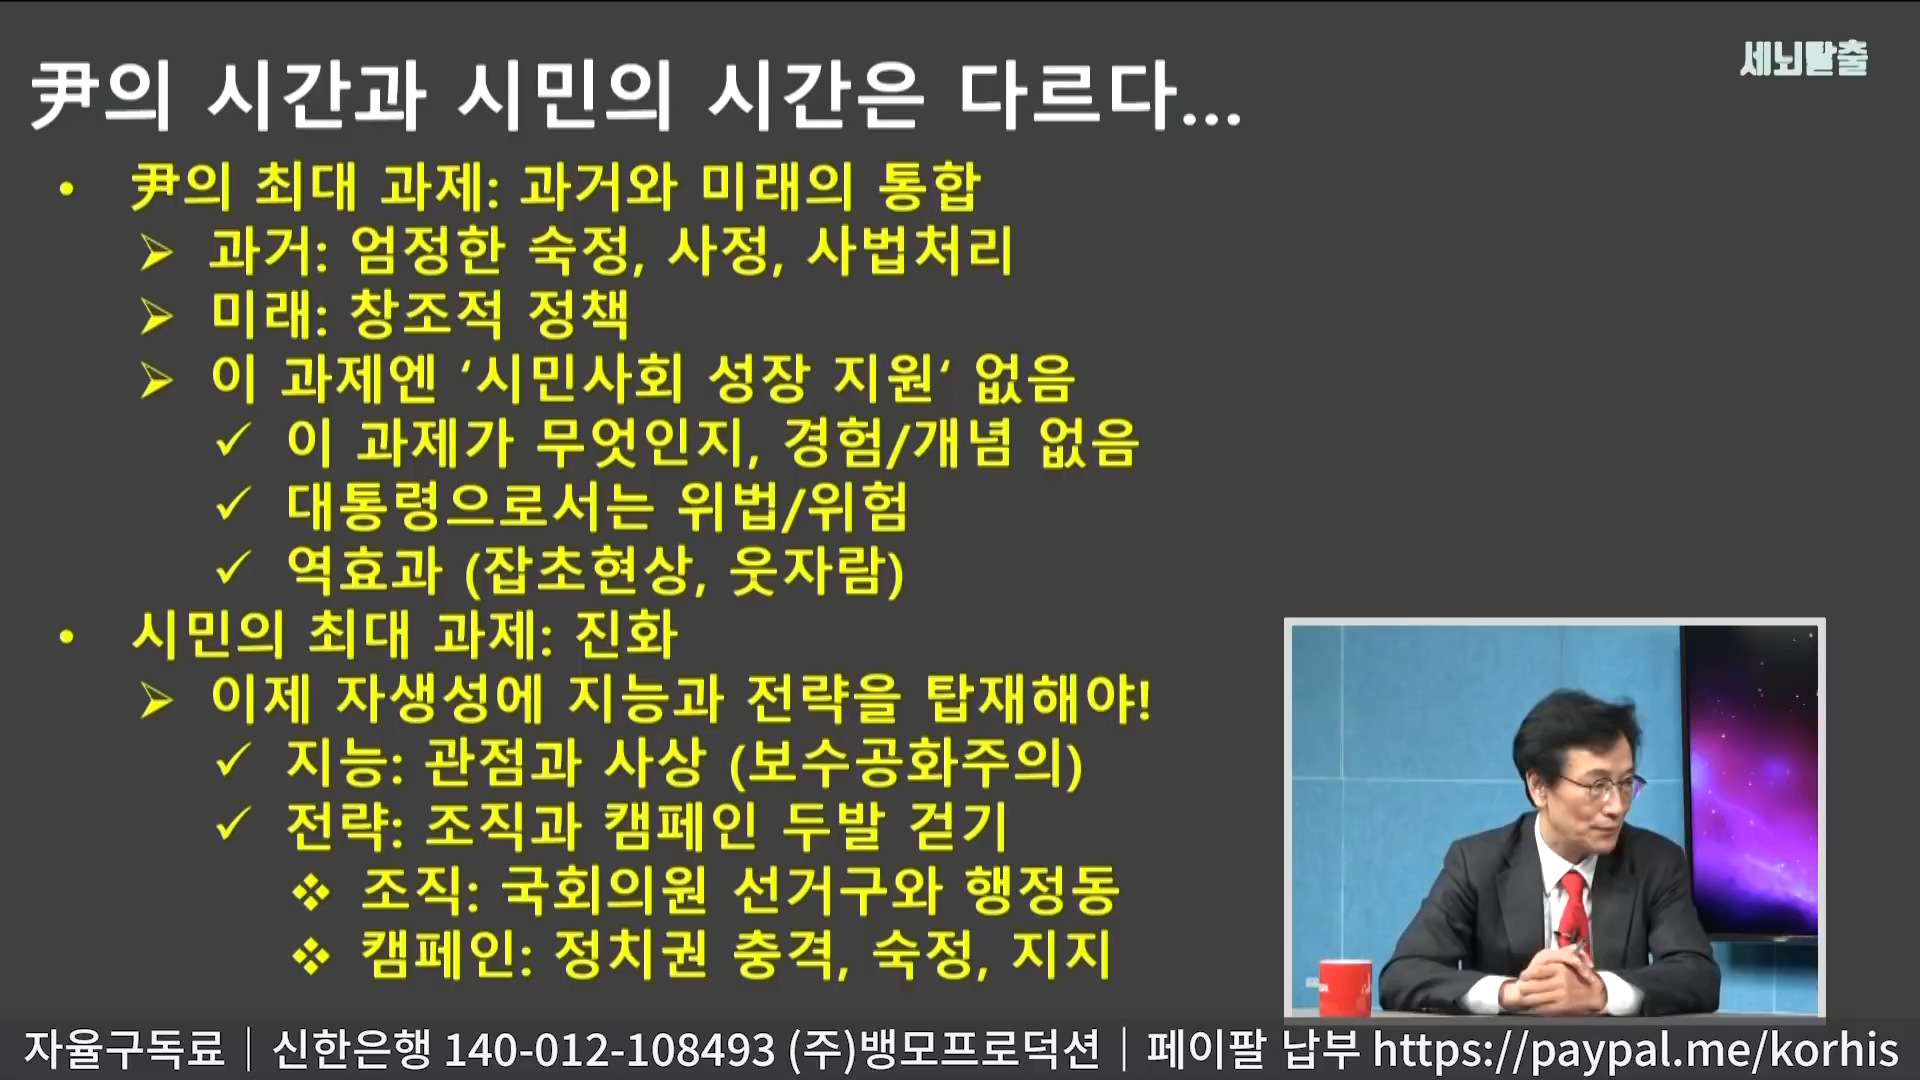 尹의 시간과 시민의 시간은 다르다...
세뇌탈출
• 尹의 최대 과제: 과거와 미래의 통합
➢ 과거: 엄정한 숙정, 사정, 사법처리
➢ 미래: 창조적 정책
➢ 이 과제엔 ‘시민사회 성장 지원‘ 없음
✓ 이 과제가 무엇인지, 경험/개념 없음
✓ 대통령으로서는 위법/위험
✓ 역효과 (잡초현상, 웃자람)
• 시민의 최대 과제: 진화
➢ 이제 자생성에 지능과 전략을 탑재해야!
✓ 지능: 관점과 사상 (보수공화주의)
✓ 전략: 조직과 캠페인 두발 걷기
❖ 조직: 국회의원 선거구와 행정동
❖ 캠페인: 정치권 충격, 숙정, 지지
자율구독료｜신한은행 140-012-108493 (주)뱅모프로덕션｜페이팔 납부 https://paypal.me/korhis